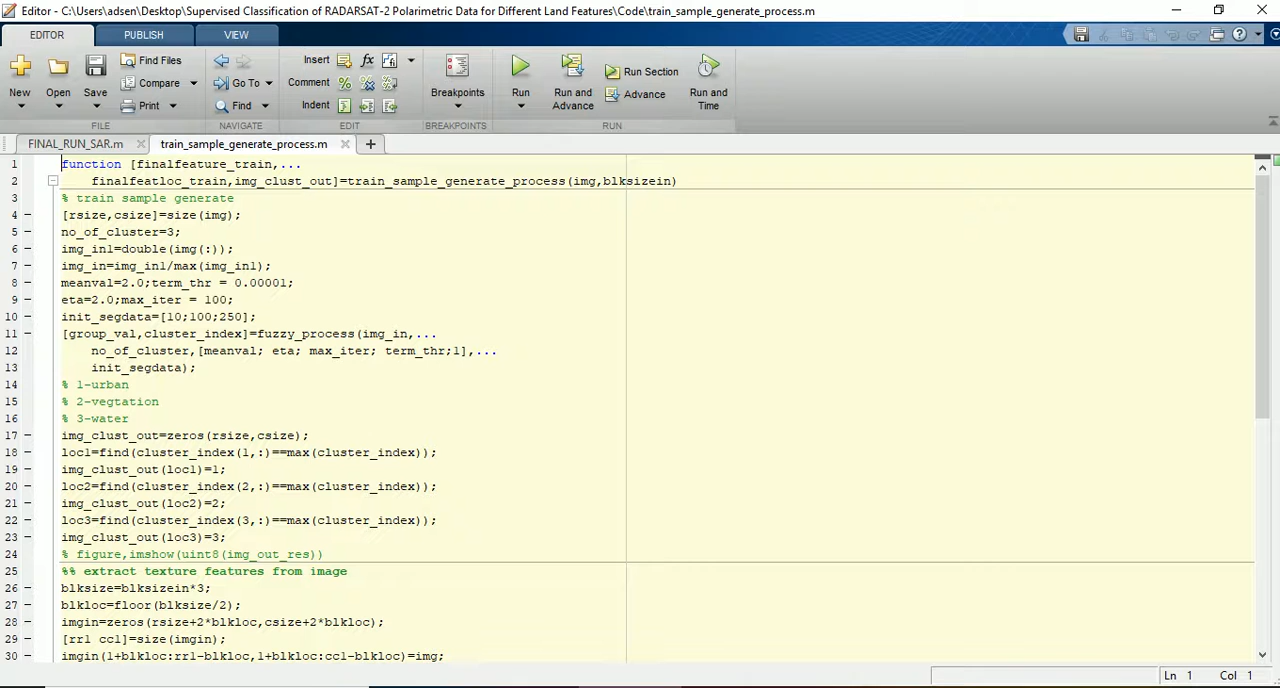 Editor - C:\Users\adsen\Desktop\Supervised Classification of RADARSAT-2 Polarimetric Data for Different Land Features\Code\train_sample_generate_process.m
EDITOR PUBLISH VIEW
New Open Save Find Files Compare Print
Go To Find
Insert Comment Indent
Breakpoints
Run Run and Advance Run Section Advance Run and Time
FILE NAVIGATE EDIT BREAKPOINTS RUN
FINAL_RUN_SAR.m train_sample_generate_process.m
1 function [finalfeature_train,...
2 finalfeatloc_train,img_clust_out]=train_sample_generate_process(img,blksizein)
3 % train sample generate
4 [rsize,csize]=size(img);
5 no_of_cluster=3;
6 img_in1=double(img(:));
7 img_in=img_in1/max(img_in1);
8 meanval=2.0;term_thr = 0.00001;
9 eta=2.0;max_iter = 100;
10 init_segdata=[10;100;250];
11 [group_val,cluster_index]=fuzzy_process(img_in,...
12 no_of_cluster,[meanval; eta; max_iter; term_thr;1],...
13 init_segdata);
14 % 1-urban
15 % 2-vegtation
16 % 3-water
17 img_clust_out=zeros(rsize,csize);
18 loc1=find(cluster_index(1,:)==max(cluster_index));
19 img_clust_out(loc1)=1;
20 loc2=find(cluster_index(2,:)==max(cluster_index));
21 img_clust_out(loc2)=2;
22 loc3=find(cluster_index(3,:)==max(cluster_index));
23 img_clust_out(loc3)=3;
24 % figure,imshow(uint8(img_out_res))
25 %% extract texture features from image
26 blksize=blksizein*3;
27 blkloc=floor(blksize/2);
28 imgin=zeros(rsize+2*blkloc,csize+2*blkloc);
29 [rr1 cc1]=size(imgin);
30 imgin(1+blkloc:rr1-blkloc,1+blkloc:cc1-blkloc)=img;
Ln 1 Col 1